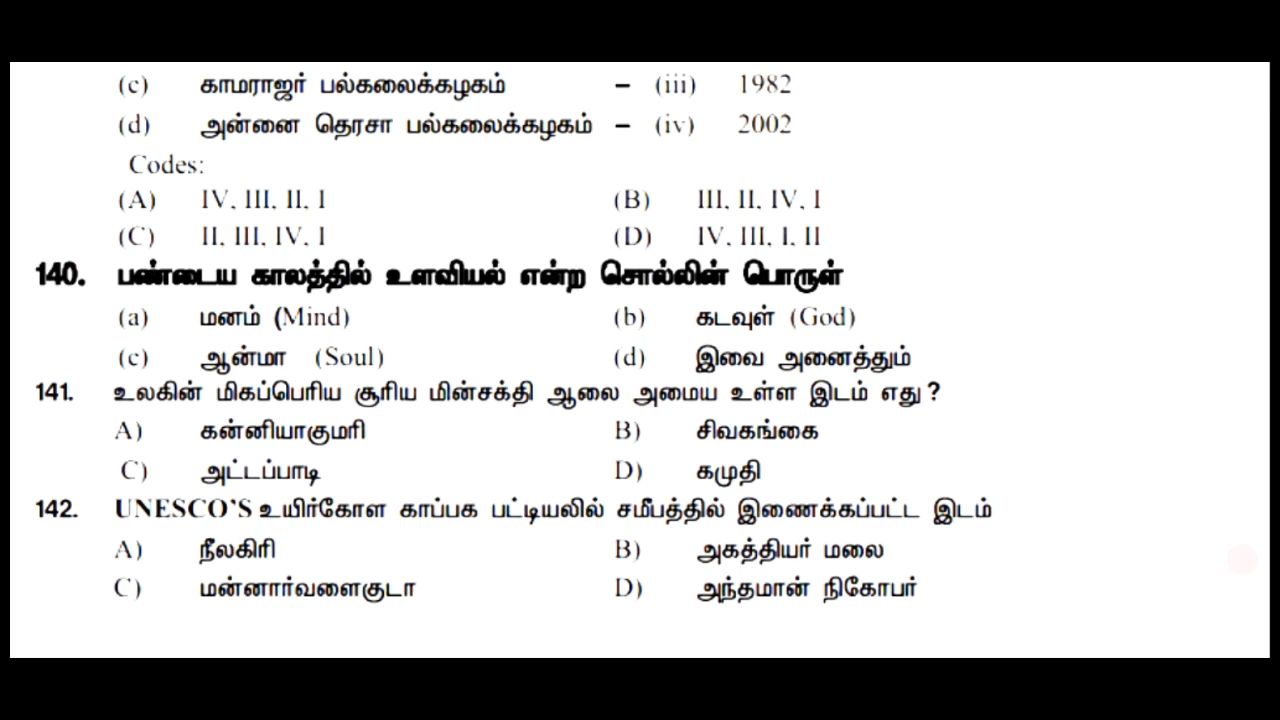 (c) காமராஜர் பல்கலைக்கழகம் – (iii) 1982
(d) அன்னை தெரசா பல்கலைக்கழகம் – (iv) 2002
Codes:
(A) IV, III, II, I (B) III, II, IV, I
(C) II, III, IV, I (D) IV, III, I, II
140. பண்டைய காலத்தில் உளவியல் என்ற சொல்லின் பொருள்
(a) மனம் (Mind) (b) கடவுள் (God)
(c) ஆன்மா (Soul) (d) இவை அனைத்தும்
141. உலகின் மிகப்பெரிய சூரிய மின்சக்தி ஆலை அமைய உள்ள இடம் எது ?
A) கன்னியாகுமரி B) சிவகங்கை
C) அட்டப்பாடி D) கமுதி
142. UNESCO'S உயிர்கோள காப்பக பட்டியலில் சமீபத்தில் இணைக்கப்பட்ட இடம்
A) நீலகிரி B) அகத்தியர் மலை
C) மன்னார்வளைகுடா D) அந்தமான் நிகோபர்